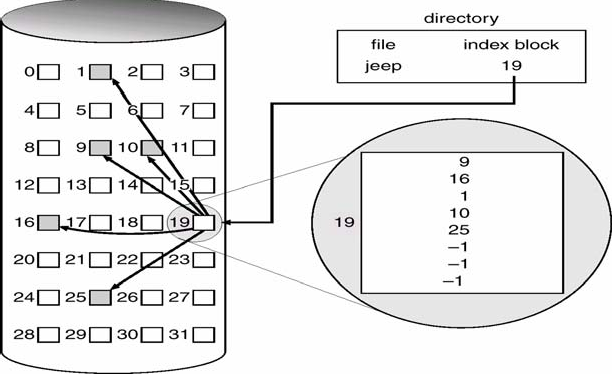 directory
file index block
jeep 19
0 1 2 3
4 5 6 7
8 9 10 11
12 13 14 15
16 17 18 19
20 21 22 23
24 25 26 27
28 29 30 31
19
9
16
1
10
25
–1
–1
–1